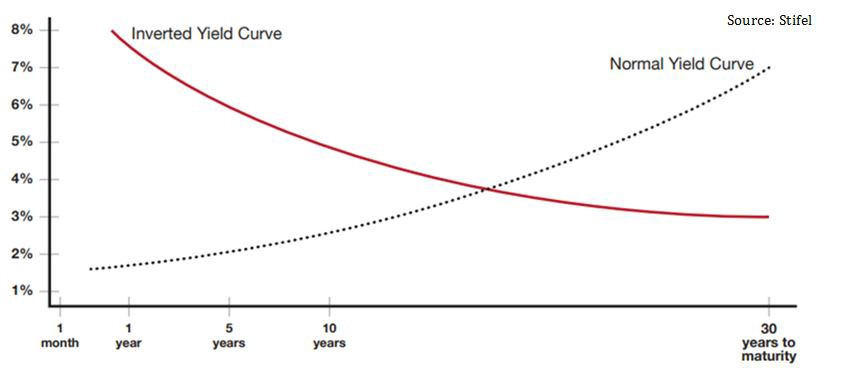 Source: Stifel
8%
Inverted Yield Curve
7%
Normal Yield Curve
6%
5%
4%
3%
2%
1%
1
month
1
year
5
years
10
years
30
years to
maturity